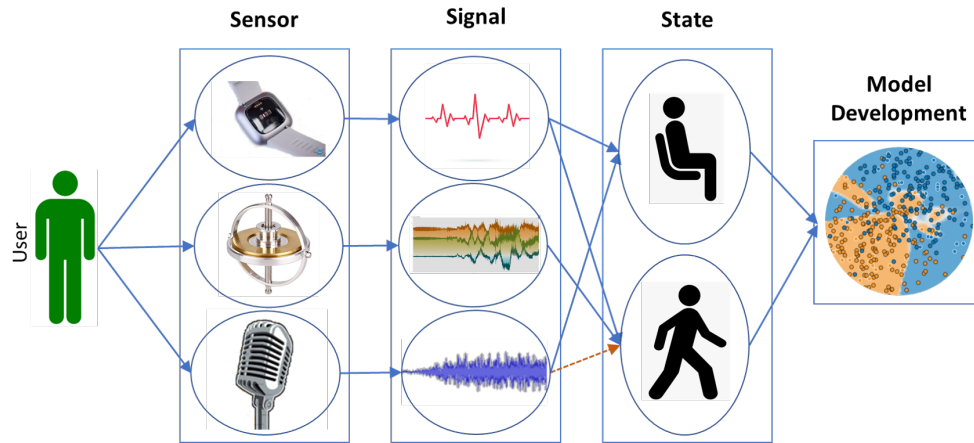 Sensor
Signal
State
Model
Development
User